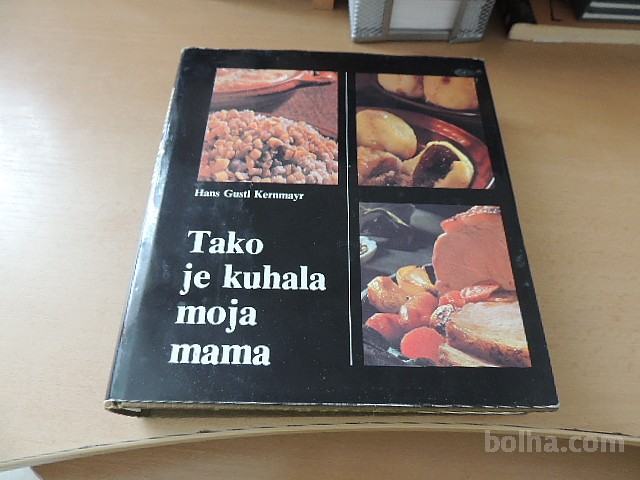 Hans Gustl Kernmayr
Tako
je kuhala
moja
mama
bolha.com